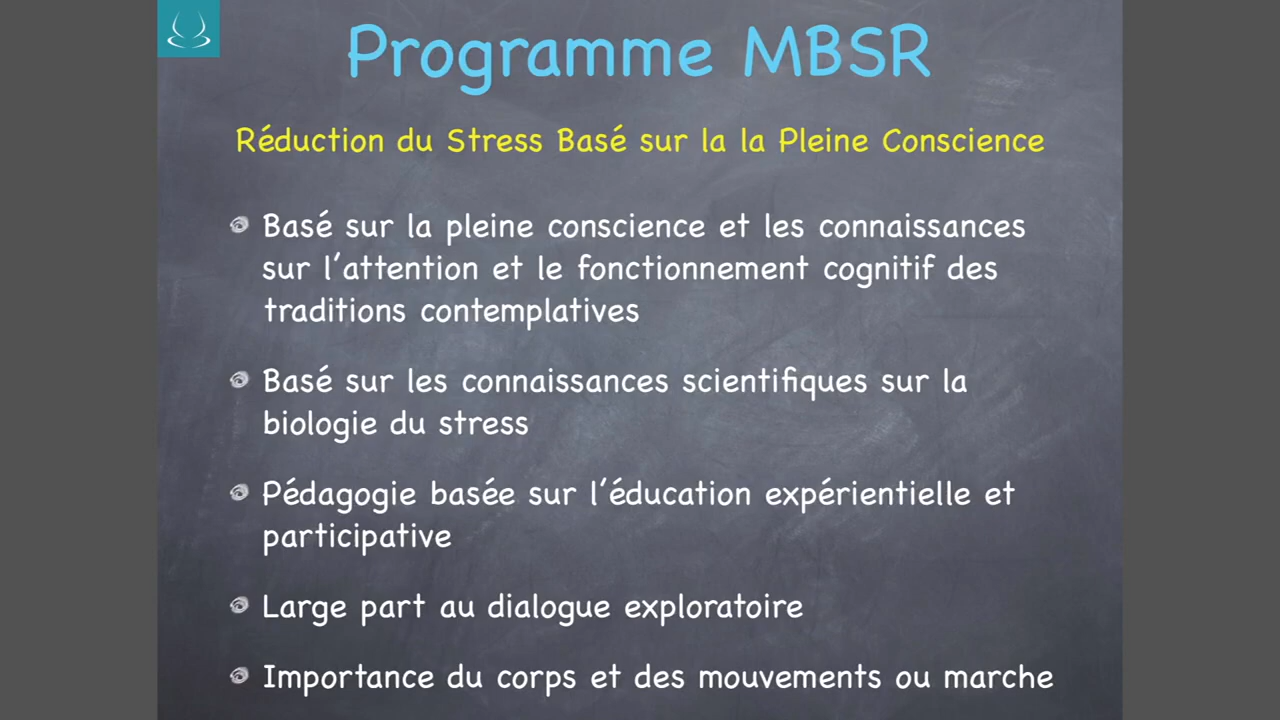 Programme MBSR
Réduction du Stress Basé sur la la Pleine Conscience
Basé sur la pleine conscience et les connaissances
sur l'attention et le fonctionnement cognitif des
traditions contemplatives
Basé sur les connaissances scientifiques sur la
biologie du stress
Pédagogie basée sur l'éducation expérientielle et
participative
Large part au dialogue exploratoire
Importance du corps et des mouvements ou marche